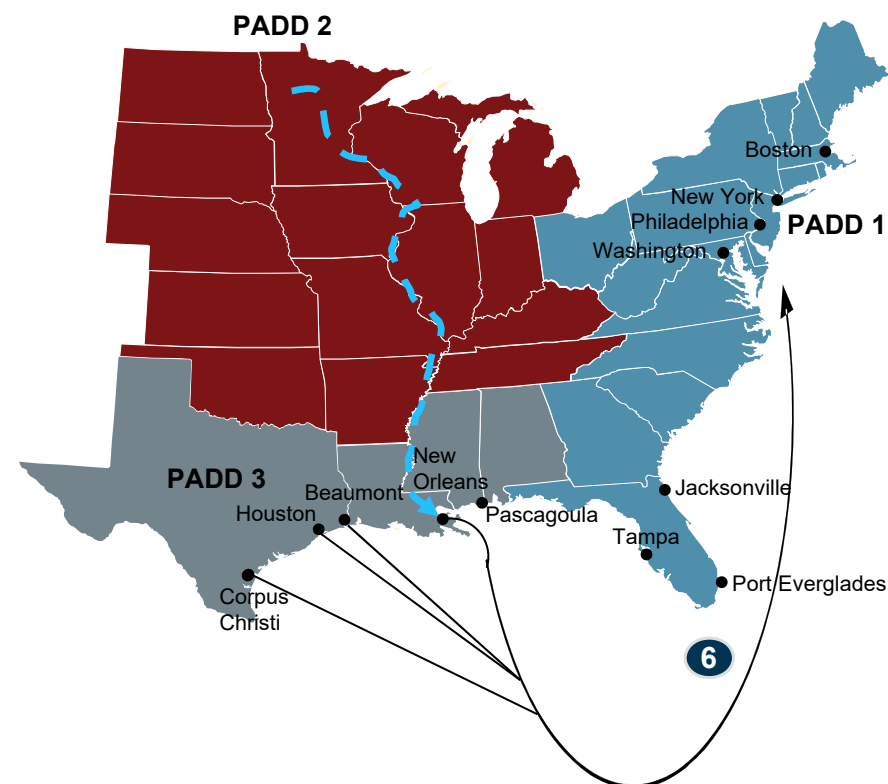 PADD 2
Boston
New York
Philadelphia
PADD 1
Washington
New
Orleans
PADD 3
Beaumont
Houston
Jacksonville
Pascagoula
Tampa
Port Everglades
Corpus
Christi
6